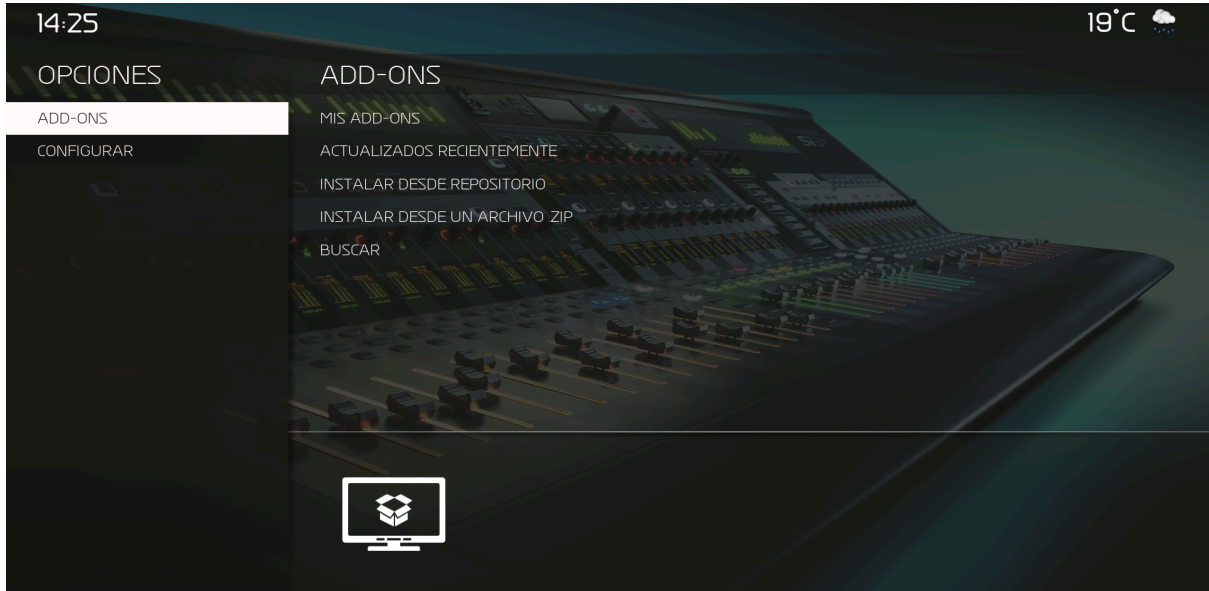 14:25
19°C
OPCIONES
ADD-ONS
ADD-ONS
CONFIGURAR
MIS ADD-ONS
ACTUALIZADOS RECIENTEMENTE
INSTALAR DESDE REPOSITORIO
INSTALAR DESDE UN ARCHIVO .ZIP
BUSCAR